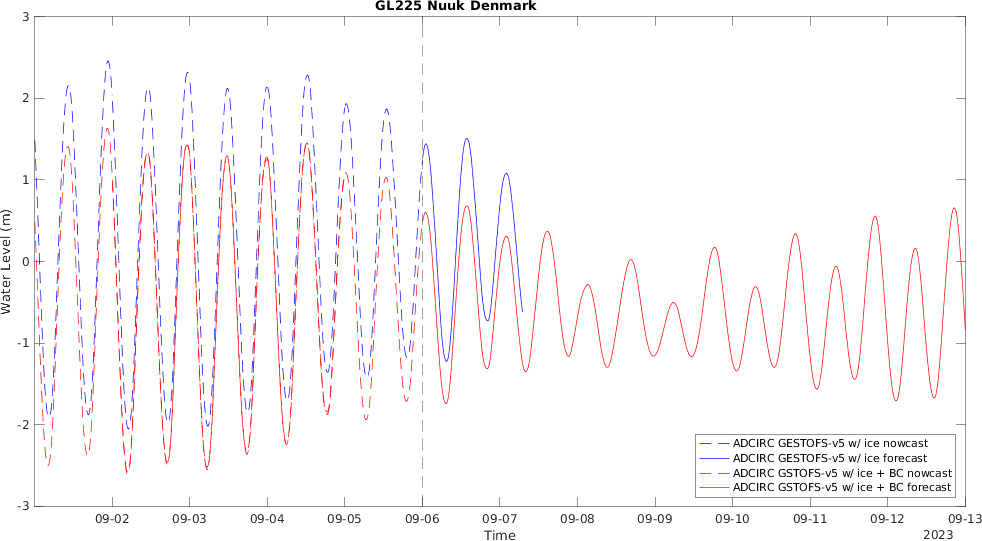 GL225 Nuuk Denmark
3
2
1
0
-1
-2
-3
Water Level (m)
ADCIRC GESTOFS-v5 w/ ice nowcast
ADCIRC GESTOFS-v5 w/ ice forecast
ADCIRC GSTOFS-v5 w/ ice + BC nowcast
ADCIRC GSTOFS-v5 w/ ice + BC forecast
09-02 09-03 09-04 09-05 09-06 09-07 09-08 09-09 09-10 09-11 09-12 09-13
Time
2023